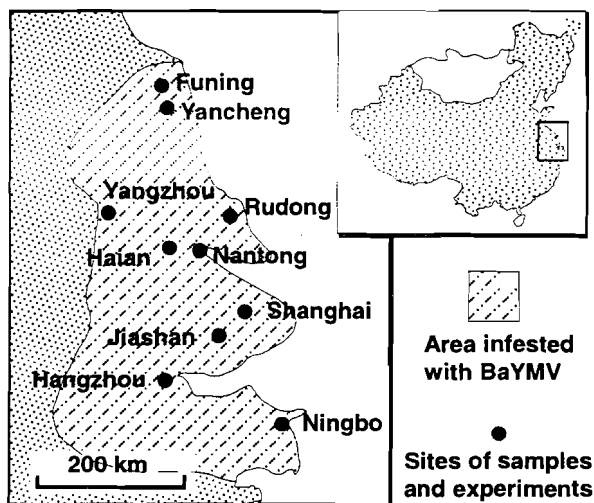 Funing
Yancheng
Yangzhou
Rudong
Haian
Nantong
Shanghai
Jiashan
Hangzhou
Ningbo
200 km
Area infested
with BaYMV
Sites of samples
and experiments